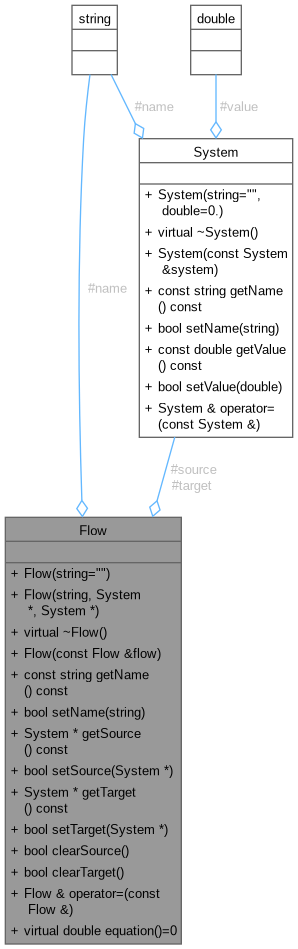 string
double
#name
#value
System
+ System(string="",
double=0.)
+ virtual ~System()
+ System(const System
&system)
+ const string getName
() const
+ bool setName(string)
+ const double getValue
() const
+ bool setValue(double)
+ System & operator=
(const System &)
#name
#source
#target
Flow
+ Flow(string="")
+ Flow(string, System
*, System *)
+ virtual ~Flow()
+ Flow(const Flow &flow)
+ const string getName
() const
+ bool setName(string)
+ System * getSource
() const
+ bool setSource(System *)
+ System * getTarget
() const
+ bool setTarget(System *)
+ bool clearSource()
+ bool clearTarget()
+ Flow & operator=(const
Flow &)
+ virtual double equation()=0